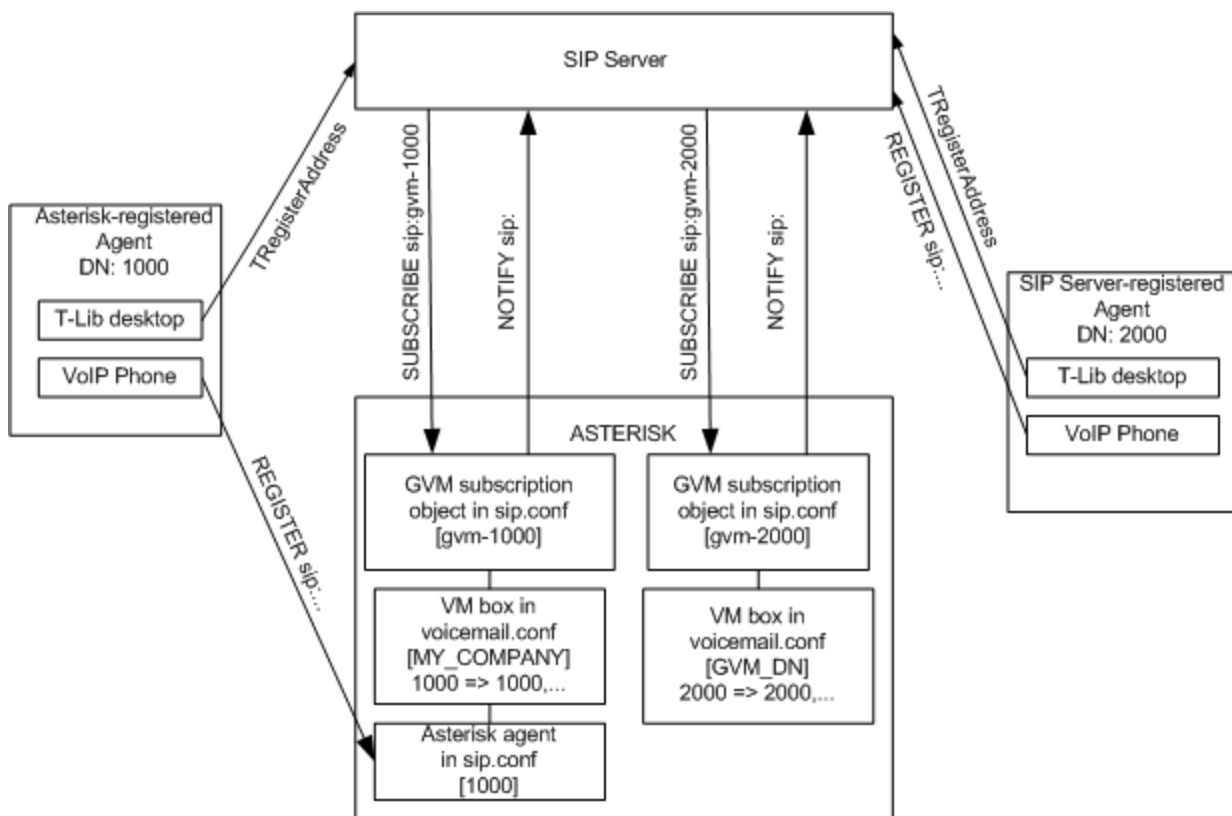 SIP Server
TRegisterAddress
SUBSCRIBE sip:gvm-1000
NOTIFY sip:
SUBSCRIBE sip:gvm-2000
NOTIFY sip:
REGISTER sip:....
TRegisterAddress
Asterisk-registered
Agent
DN: 1000
T-Lib desktop
VoIP Phone
SIP Server-registered
Agent
DN: 2000
T-Lib desktop
VoIP Phone
REGISTER sip:...
ASTERISK
GVM subscription
object in sip.conf
[gvm-1000]
GVM subscription
object in sip.conf
[gvm-2000]
VM box in
voicemail.conf
[MY_COMPANY]
1000 => 1000,...
VM box in
voicemail.conf
[GVM_DN]
2000 => 2000,...
Asterisk agent
in sip.conf
[1000]